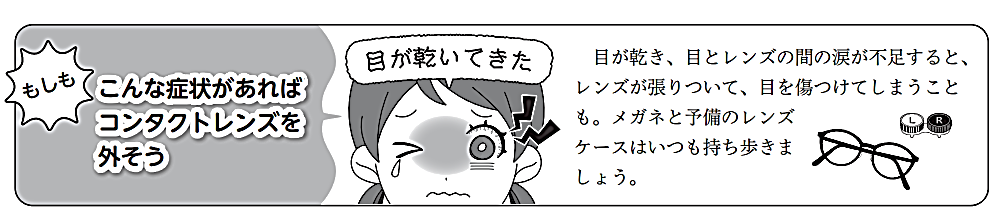 もしも
こんな症状があれば
コンタクトレンズを
外そう
目が乾いてきた
目が乾き、目とレンズの間の涙が不足すると、
レンズが張りついて、目を傷つけてしまうこと
も。メガネと予備のレンズ
ケースはいつも持ち歩きま
しょう。
L R